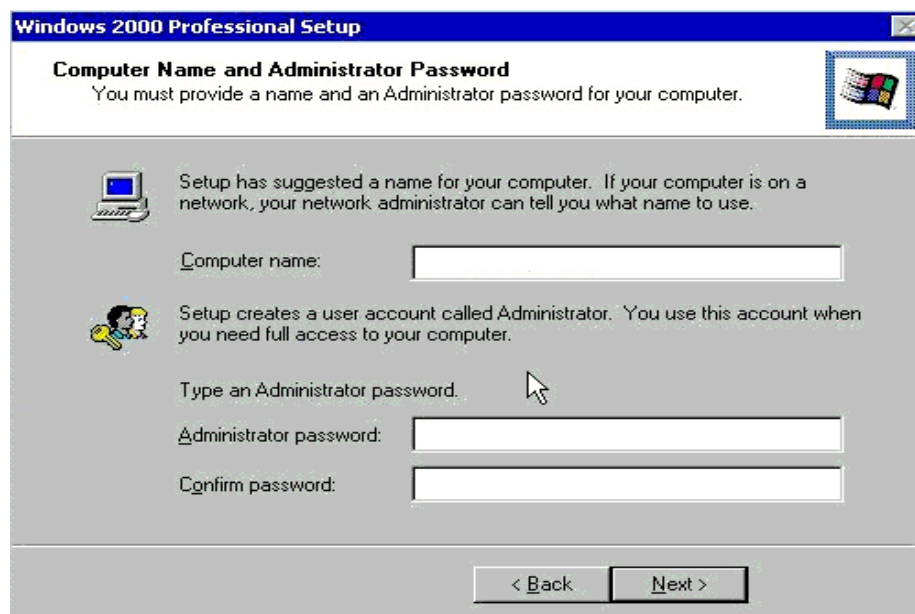 Windows 2000 Professional Setup
Computer Name and Administrator Password
You must provide a name and an Administrator password for your computer.
Setup has suggested a name for your computer. If your computer is on a
network, your network administrator can tell you what name to use.
Computer name:
Setup creates a user account called Administrator. You use this account when
you need full access to your computer.
Type an Administrator password.
Administrator password:
Confirm password:
< Back
Next >